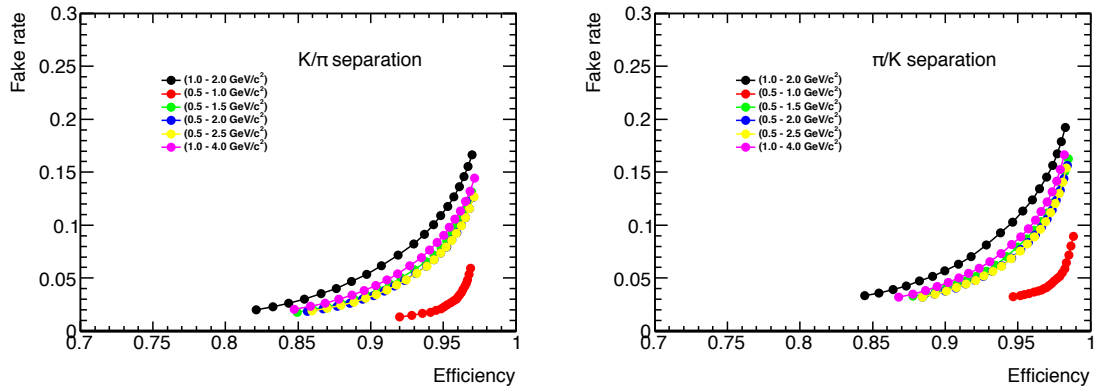 Fake rate
0.3
0.25
0.2
0.15
0.1
0.05
0
K/π separation
(1.0 - 2.0 GeV/c²)
(0.5 - 1.0 GeV/c²)
(0.5 - 1.5 GeV/c²)
(0.5 - 2.0 GeV/c²)
(0.5 - 2.5 GeV/c²)
(1.0 - 4.0 GeV/c²)
0.7 0.75 0.8 0.85 0.9 0.95 1
Efficiency
Fake rate
0.3
0.25
0.2
0.15
0.1
0.05
0
π/K separation
(1.0 - 2.0 GeV/c²)
(0.5 - 1.0 GeV/c²)
(0.5 - 1.5 GeV/c²)
(0.5 - 2.0 GeV/c²)
(0.5 - 2.5 GeV/c²)
(1.0 - 4.0 GeV/c²)
0.7 0.75 0.8 0.85 0.9 0.95 1
Efficiency